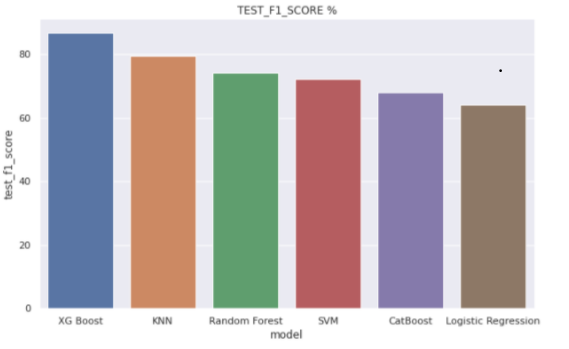 TEST_F1_SCORE %
test_f1_score
80
60
40
20
0
XG Boost KNN Random Forest SVM CatBoost Logistic Regression
model